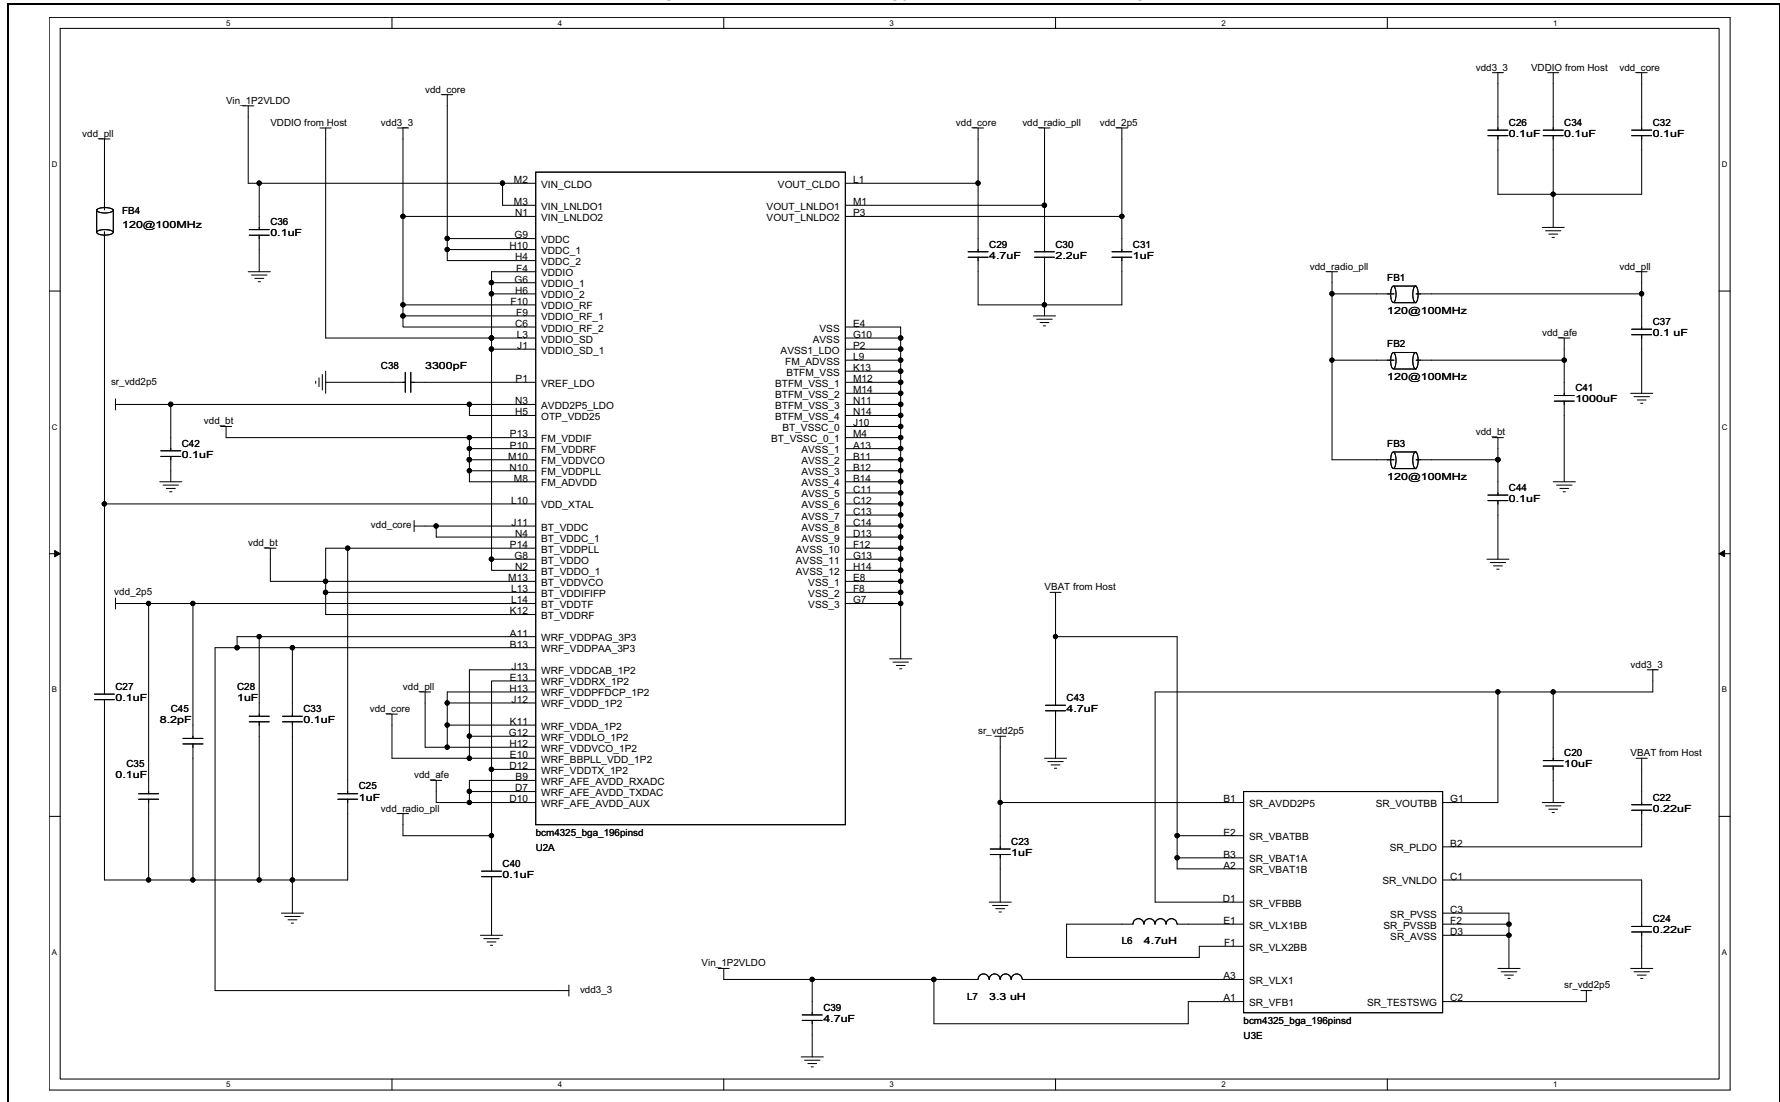 5
4
3
2
1
D
C
B
A
Vin_1P2VLDO
vdd_core
VDDIO from Host
vdd3_3
vdd_pll
FB4
120@100MHz
C36
0.1uF
M2 VIN_CLDO
M3 VIN_LNLDO1
N1 VIN_LNLDO2
G9 VDDC
H10 VDDC_1
H4 VDDC_2
F4 VDDIO
G6 VDDIO_1
H6 VDDIO_2
F10 VDDIO_RF
F9 VDDIO_RF_1
C6 VDDIO_RF_2
L3 VDDIO_SD
J1 VDDIO_SD_1
C38 3300pF
P1 VREF_LDO
sr_vdd2p5
N3 AVDD2P5_LDO
H5 OTP_VDD25
vdd_bt
C42
0.1uF
P13 FM_VDDIF
P10 FM_VDDRF
M10 FM_VDDVCO
N10 FM_VDDPLL
M8 FM_ADVDD
L10 VDD_XTAL
vdd_core
J11 BT_VDDC
N4 BT_VDDC_1
vdd_bt
P14 BT_VDDPLL
G8 BT_VDDO
N2 BT_VDDO_1
M13 BT_VDDVCO
L13 BT_VDDIFIFP
vdd_2p5
L14 BT_VDDTF
K12 BT_VDDRF
A11 WRF_VDDPAG_3P3
B13 WRF_VDDPAA_3P3
J13 WRF_VDDCAB_1P2
E13 WRF_VDDRX_1P2
H13 WRF_VDDPFDCP_1P2
J12 WRF_VDDD_1P2
K11 WRF_VDDA_1P2
G12 WRF_VDDLO_1P2
H12 WRF_VDDVCO_1P2
E10 WRF_BBPLL_VDD_1P2
D12 WRF_VDDTX_1P2
B9 WRF_AFE_AVDD_RXADC
D7 WRF_AFE_AVDD_TXDAC
D10 WRF_AFE_AVDD_AUX
vdd_pll
vdd_core
vdd_afe
vdd_radio_pll
C27
0.1uF
C45
8.2pF
C28
1uF
C33
0.1uF
C35
0.1uF
C25
1uF
C40
0.1uF
vdd3_3
bcm4325_bga_196pinsd
U2A
VOUT_CLDO L1
VOUT_LNLDO1 M1
VOUT_LNLDO2 P3
vdd_core
vdd_radio_pll
vdd_2p5
C29
4.7uF
C30
2.2uF
C31
1uF
VSS E4
AVSS G10
AVSS1_LDO P2
FM_ADVSS L9
BTFM_VSS K13
BTFM_VSS_1 M12
BTFM_VSS_2 M14
BTFM_VSS_3 N11
BTFM_VSS_4 N14
BT_VSSC_0 J10
BT_VSSC_0_1 M4
AVSS_1 A13
AVSS_2 B11
AVSS_3 B12
AVSS_4 B14
AVSS_5 C11
AVSS_6 C12
AVSS_7 C13
AVSS_8 C14
AVSS_9 D13
AVSS_10 F12
AVSS_11 G13
AVSS_12 H14
VSS_1 E8
VSS_2 F8
VSS_3 G7
vdd3_3
VDDIO from Host
vdd_core
C26
0.1uF
C34
0.1uF
C32
0.1uF
vdd_radio_pll
FB1
120@100MHz
vdd_pll
C37
0.1 uF
FB2
120@100MHz
vdd_afe
C41
1000uF
FB3
120@100MHz
vdd_bt
C44
0.1uF
VBAT from Host
C43
4.7uF
sr_vdd2p5
C23
1uF
vdd3_3
C20
10uF
VBAT from Host
C22
0.22uF
B1 SR_AVDD2P5
E2 SR_VBATBB
B3 SR_VBAT1A
A2 SR_VBAT1B
D1 SR_VFBBB
E1 SR_VLX1BB
F1 SR_VLX2BB
A3 SR_VLX1
A1 SR_VFB1
SR_VOUTBB G1
SR_PLDO B2
SR_VNLDO C1
SR_PVSS C3
SR_PVSSB F2
SR_AVSS D3
SR_TESTSWG C2
C24
0.22uF
sr_vdd2p5
L6 4.7uH
Vin_1P2VLDO
L7 3.3 uH
C39
4.7uF
bcm4325_bga_196pinsd
U3E
5
4
3
2
1
D
C
B
A